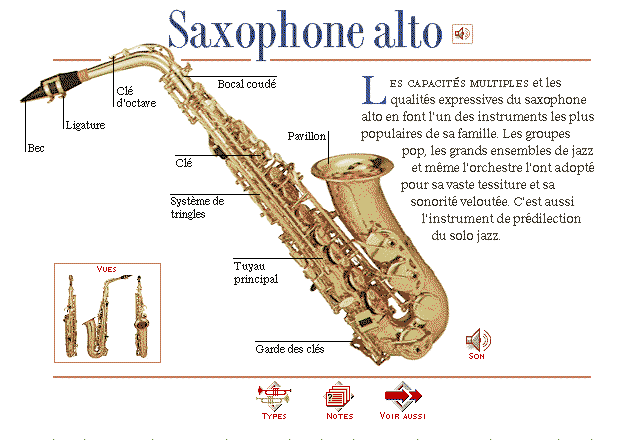 Saxophone alto
Clé
d'octave
Bocal coudé
Ligature
Bec
Pavillon
Clé
Système de
tringles
Tuyau
principal
Garde des clés
LES CAPACITÉS MULTIPLES et les
qualités expressives du saxophone
alto en font l'un des instruments les plus
populaires de sa famille. Les groupes
pop, les grands ensembles de jazz
et même l'orchestre l'ont adopté
pour sa vaste tessiture et sa
sonorité veloutée. C'est aussi
l'instrument de prédilection
du solo jazz.
VUES
SON
TYPES
NOTES
VOIR AUSSI